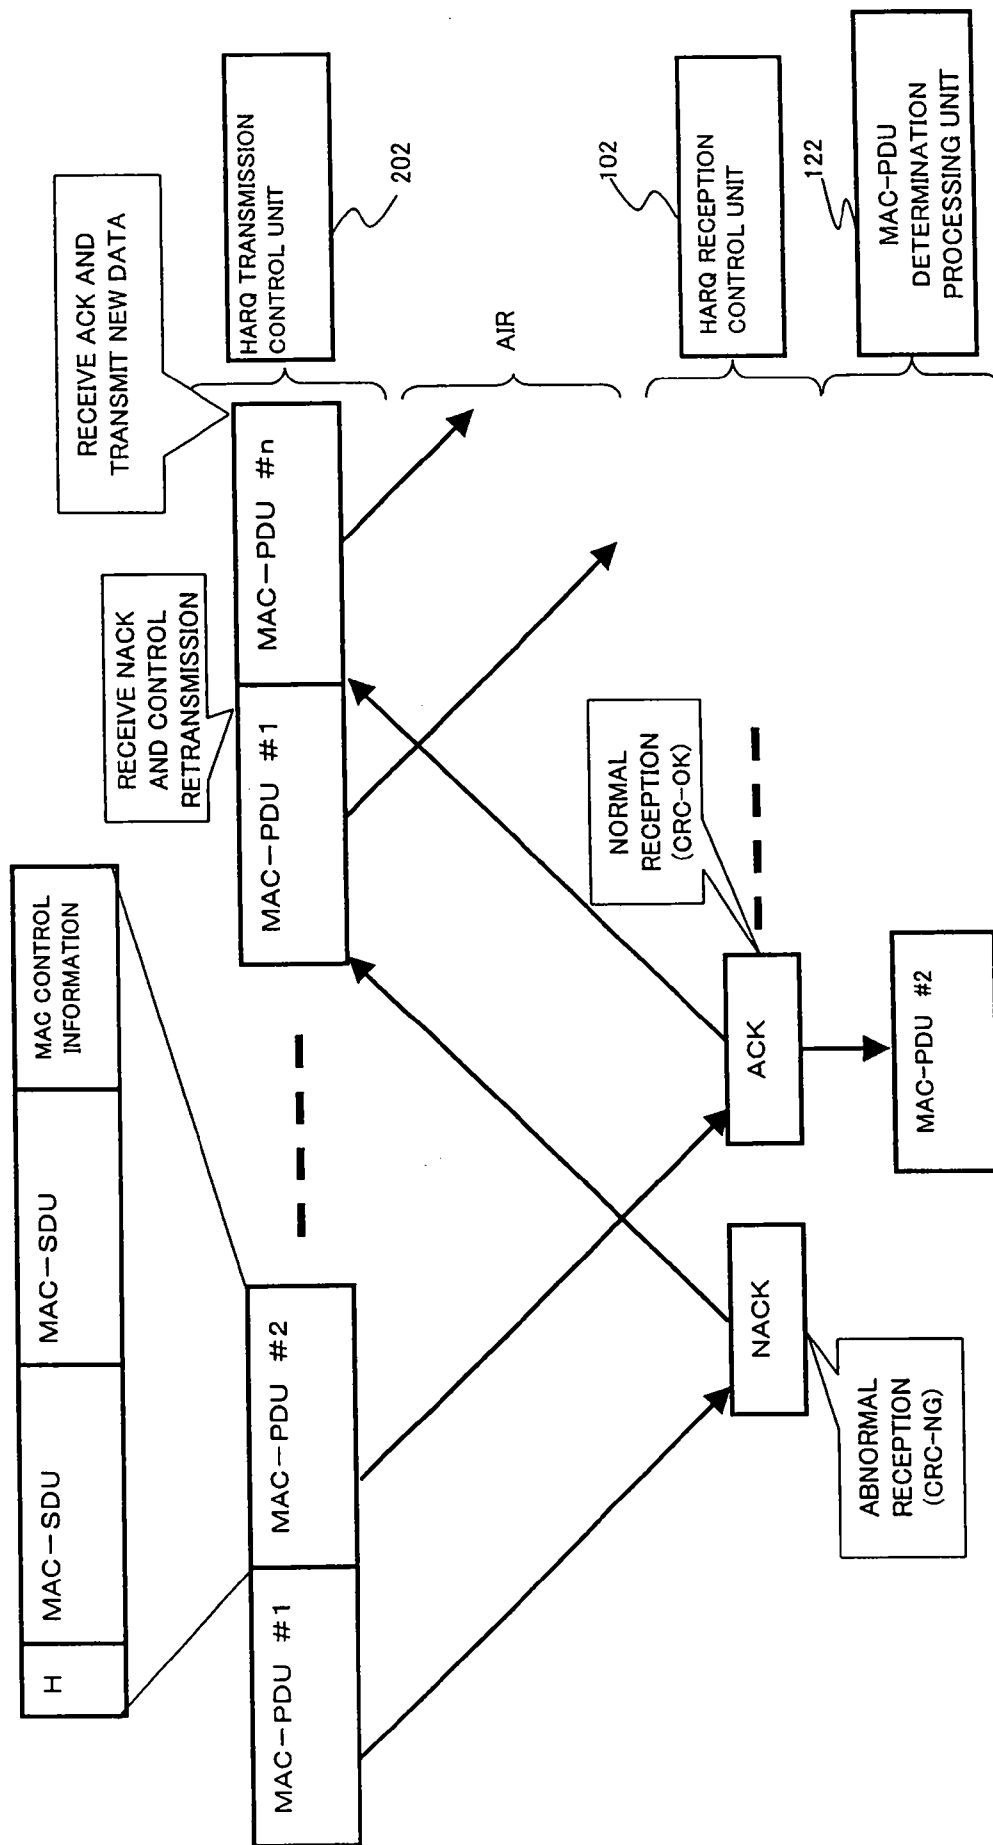 H
MAC-SDU
MAC-SDU
MAC CONTROL
INFORMATION
RECEIVE NACK
AND CONTROL
RETRANSMISSION
RECEIVE ACK AND
TRANSMIT NEW DATA
MAC-PDU #1
MAC-PDU #2
MAC-PDU #1
MAC-PDU #n
HARQ TRANSMISSION
CONTROL UNIT
202
AIR
NACK
ABNORMAL
RECEPTION
(CRC-NG)
ACK
NORMAL
RECEPTION
(CRC-OK)
102
HARQ RECEPTION
CONTROL UNIT
MAC-PDU #2
122
MAC-PDU
DETERMINATION
PROCESSING UNIT